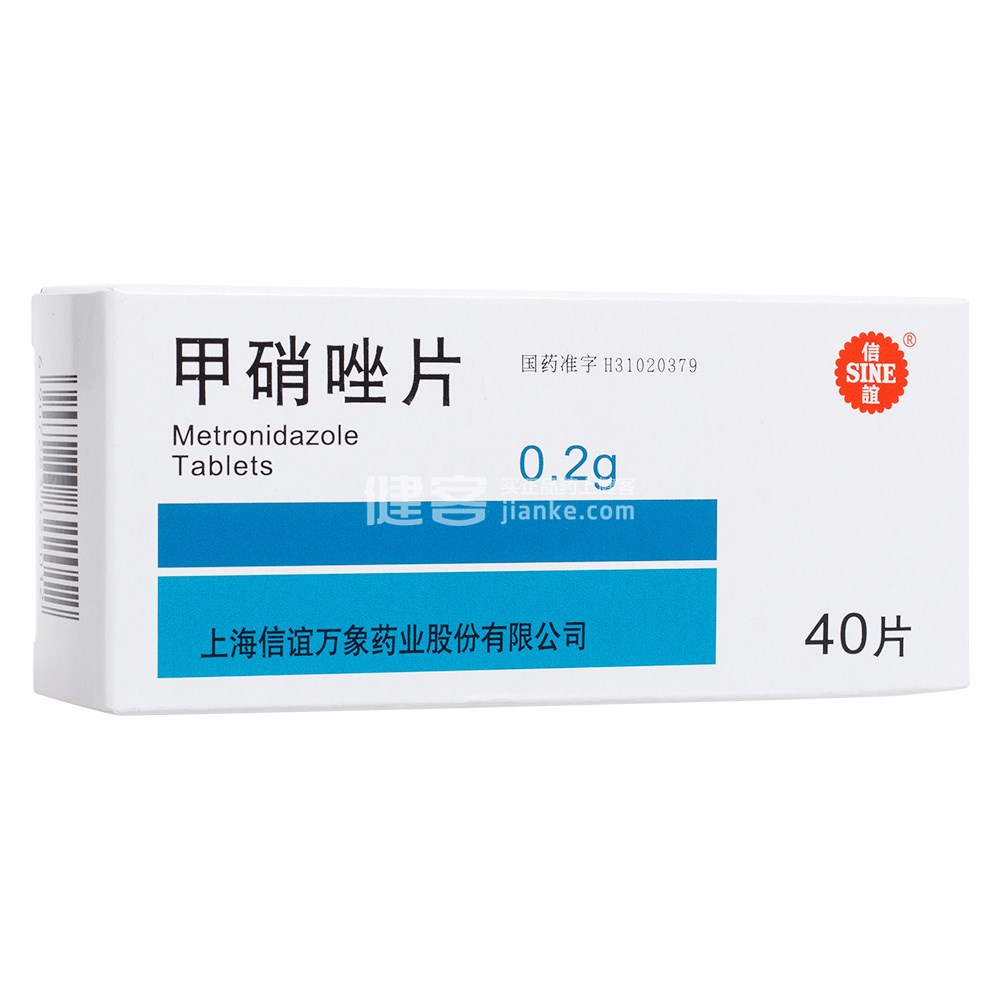 甲硝唑片
Metronidazole
Tablets
国药准字 H31020379
0.2g
信
SINE
誼
®
健客
jianke.com
上海信谊万象药业股份有限公司
40片